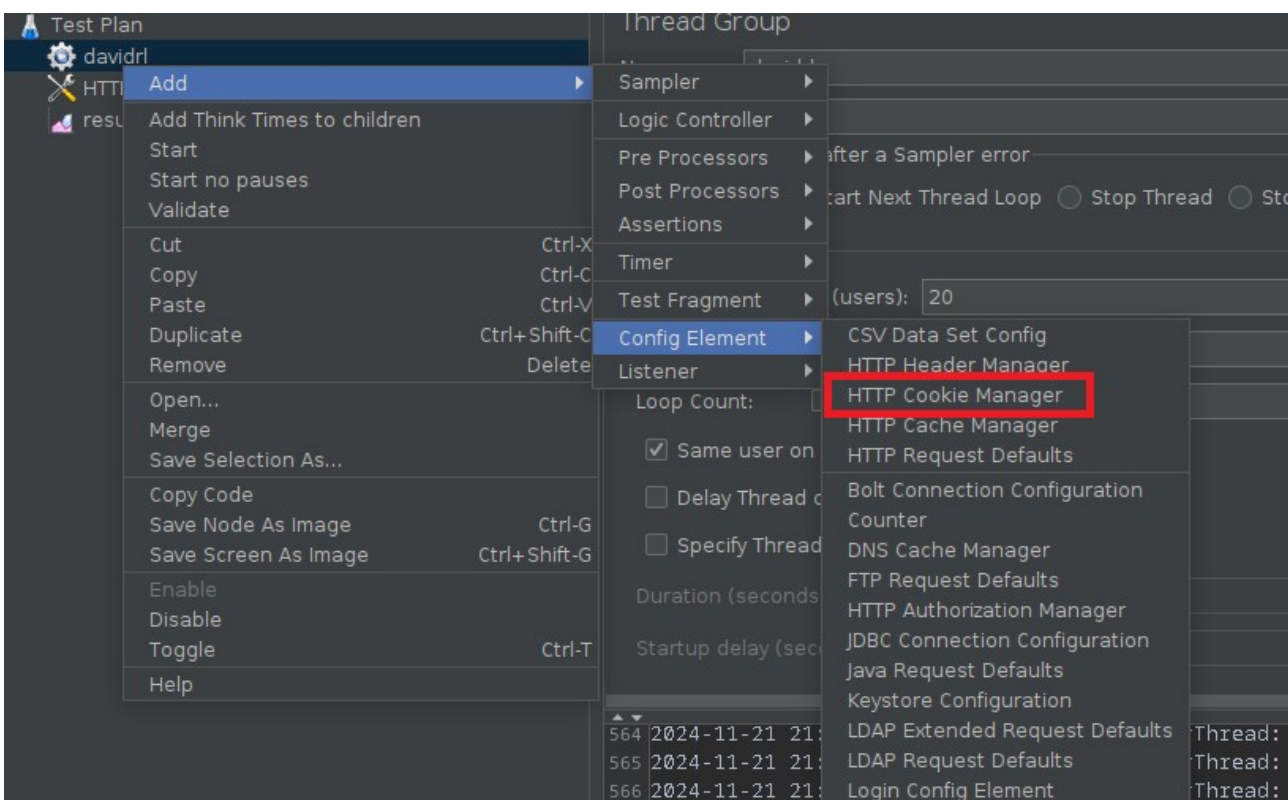 Test Plan
Thread Group
davidrl
HTT
resu
Add
Add Think Times to children
Start
Start no pauses
Validate
Cut Ctrl-X
Copy Ctrl-C
Paste Ctrl-V
Duplicate Ctrl+Shift-C
Remove Delete
Open...
Merge
Save Selection As...
Copy Code
Save Node As Image Ctrl-G
Save Screen As Image Ctrl+Shift-G
Enable
Disable
Toggle Ctrl-T
Help
Sampler
Logic Controller
Pre Processors
Post Processors
Assertions
Timer
Test Fragment
Config Element
Listener
after a Sampler error
tart Next Thread Loop Stop Thread Sto
(users): 20
Loop Count:
Same user on
Delay Thread c
Specify Thread
Duration (seconds
Startup delay (sec
CSV Data Set Config
HTTP Header Manager
HTTP Cookie Manager
HTTP Cache Manager
HTTP Request Defaults
Bolt Connection Configuration
Counter
DNS Cache Manager
FTP Request Defaults
HTTP Authorization Manager
JDBC Connection Configuration
Java Request Defaults
Keystore Configuration
LDAP Extended Request Defaults
LDAP Request Defaults
Login Config Element
564 2024-11-21 21: rThread:
565 2024-11-21 21: rThread:
566 2024-11-21 21: rThread: